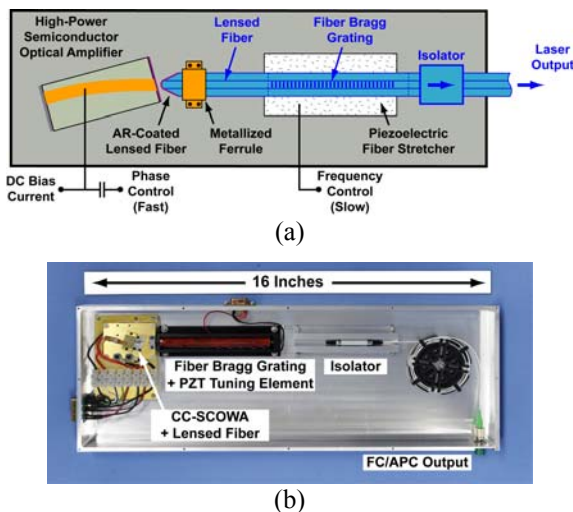 High-Power
Semiconductor
Optical Amplifier
Lensed
Fiber
Fiber Bragg
Grating
Isolator
Laser
Output
AR-Coated
Lensed Fiber
Metallized
Ferrule
Piezoelectric
Fiber Stretcher
DC Bias
Current
Phase
Control
(Fast)
Frequency
Control
(Slow)
(a)
16 Inches
Fiber Bragg Grating
+ PZT Tuning Element
Isolator
CC-SCOWA
+ Lensed Fiber
FC/APC Output
(b)